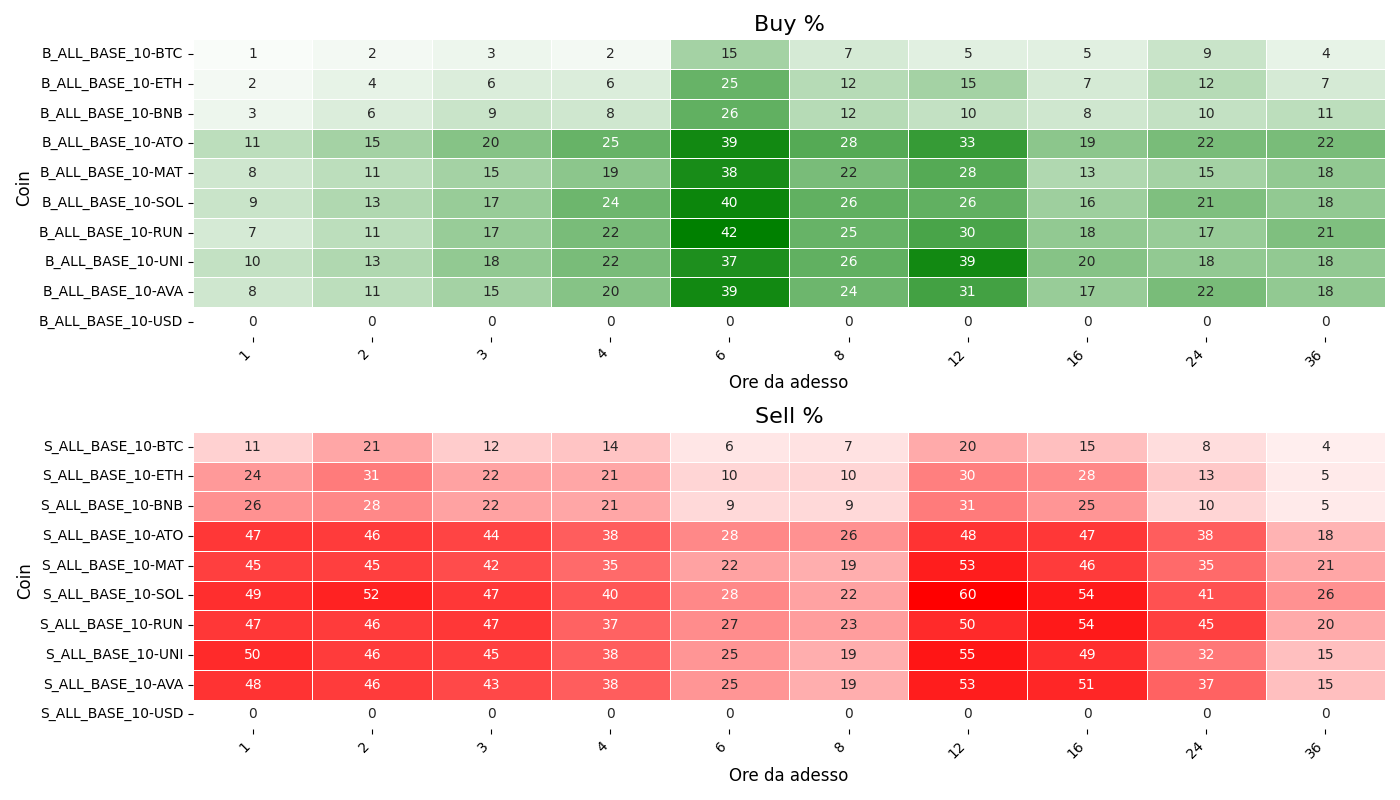 Buy %
Coin
B_ALL_BASE_10-BTC 1 2 3 2 15 7 5 5 9 4
B_ALL_BASE_10-ETH 2 4 6 6 25 12 15 7 12 7
B_ALL_BASE_10-BNB 3 6 9 8 26 12 10 8 10 11
B_ALL_BASE_10-ATO 11 15 20 25 39 28 33 19 22 22
B_ALL_BASE_10-MAT 8 11 15 19 38 22 28 13 15 18
B_ALL_BASE_10-SOL 9 13 17 24 40 26 26 16 21 18
B_ALL_BASE_10-RUN 7 11 17 22 42 25 30 18 17 21
B_ALL_BASE_10-UNI 10 13 18 22 37 26 39 20 18 18
B_ALL_BASE_10-AVA 8 11 15 20 39 24 31 17 22 18
B_ALL_BASE_10-USD 0 0 0 0 0 0 0 0 0 0
1 2 3 4 6 8 12 16 24 36
Ore da adesso
Sell %
Coin
S_ALL_BASE_10-BTC 11 21 12 14 6 7 20 15 8 4
S_ALL_BASE_10-ETH 24 31 22 21 10 10 30 28 13 5
S_ALL_BASE_10-BNB 26 28 22 21 9 9 31 25 10 5
S_ALL_BASE_10-ATO 47 46 44 38 28 26 48 47 38 18
S_ALL_BASE_10-MAT 45 45 42 35 22 19 53 46 35 21
S_ALL_BASE_10-SOL 49 52 47 40 28 22 60 54 41 26
S_ALL_BASE_10-RUN 47 46 47 37 27 23 50 54 45 20
S_ALL_BASE_10-UNI 50 46 45 38 25 19 55 49 32 15
S_ALL_BASE_10-AVA 48 46 43 38 25 19 53 51 37 15
S_ALL_BASE_10-USD 0 0 0 0 0 0 0 0 0 0
1 2 3 4 6 8 12 16 24 36
Ore da adesso